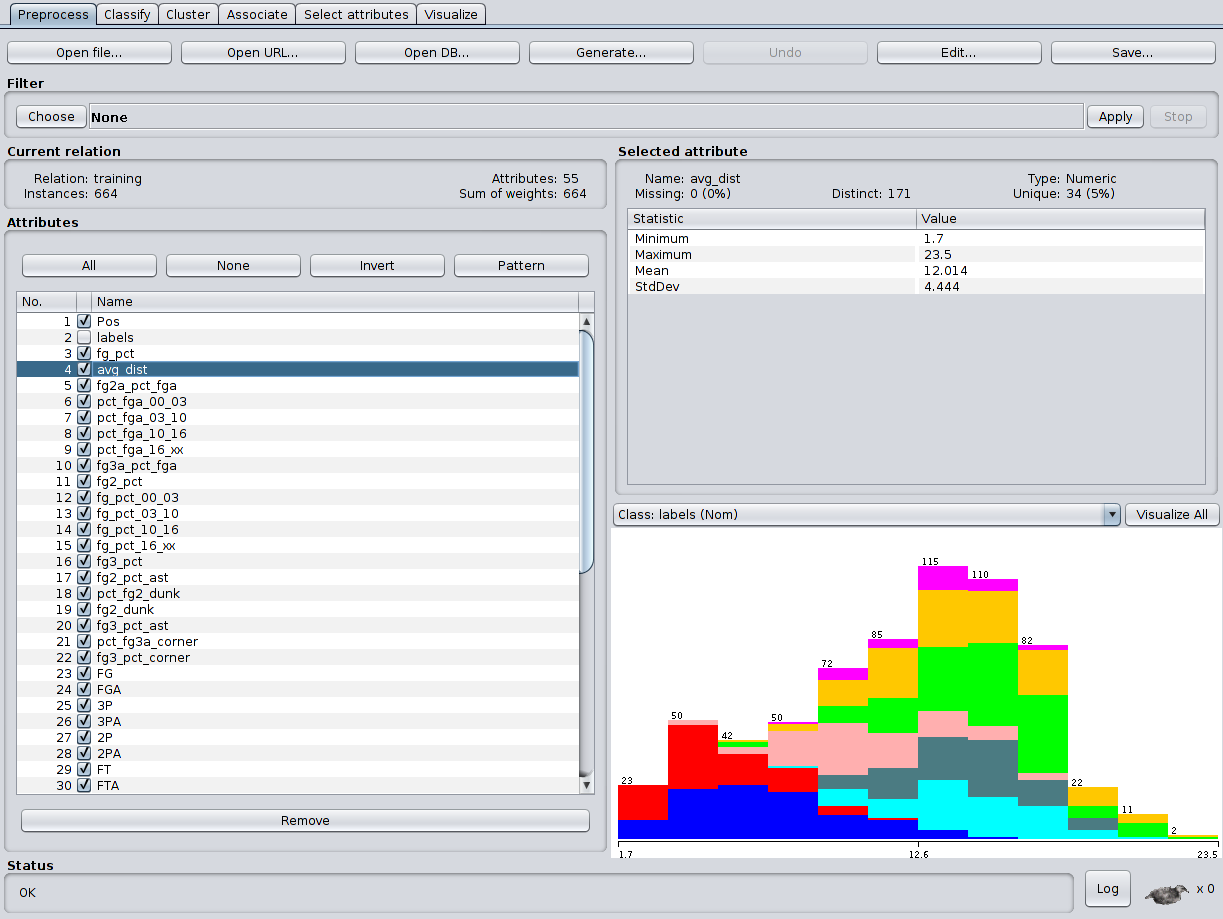 Preprocess Classify Cluster Associate Select attributes Visualize
Open file... Open URL... Open DB... Generate... Undo Edit... Save...
Filter
Choose None Apply Stop
Current relation
Relation: training Attributes: 55
Instances: 664 Sum of weights: 664
Attributes
All None Invert Pattern
No. Name
1 Pos
2 labels
3 fg_pct
4 avg_dist
5 fg2a_pct_fga
6 pct_fga_00_03
7 pct_fga_03_10
8 pct_fga_10_16
9 pct_fga_16_xx
10 fg3a_pct_fga
11 fg2_pct
12 fg_pct_00_03
13 fg_pct_03_10
14 fg_pct_10_16
15 fg_pct_16_xx
16 fg3_pct
17 fg2_pct_ast
18 pct_fg2_dunk
19 fg2_dunk
20 fg3_pct_ast
21 pct_fg3a_corner
22 fg3_pct_corner
23 FG
24 FGA
25 3P
26 3PA
27 2P
28 2PA
29 FT
30 FTA
Remove
Selected attribute
Name: avg_dist Type: Numeric
Missing: 0 (0%) Distinct: 171 Unique: 34 (5%)
Statistic Value
Minimum 1.7
Maximum 23.5
Mean 12.014
StdDev 4.444
Class: labels (Nom) Visualize All
23 50 42 50 72 85 115 110 82 22 11 2
1.7 12.6 23.5
Status
OK Log x 0